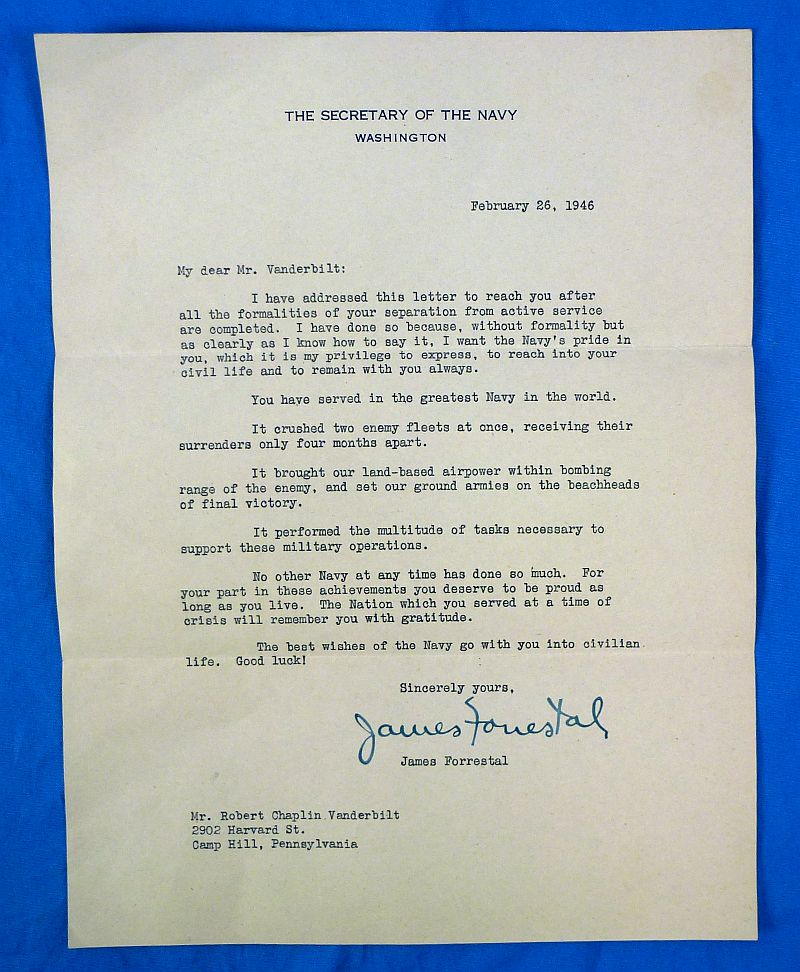 THE SECRETARY OF THE NAVY
WASHINGTON
February 26, 1946
My dear Mr. Vanderbilt:
I have addressed this letter to reach you after
all the formalities of your separation from active service
are completed. I have done so because, without formality but
as clearly as I know how to say it, I want the Navy's pride in
you, which it is my privilege to express, to reach into your
civil life and to remain with you always.
You have served in the greatest Navy in the world.
It crushed two enemy fleets at once, receiving their
surrenders only four months apart.
It brought our land-based airpower within bombing
range of the enemy, and set our ground armies on the beachheads
of final victory.
It performed the multitude of tasks necessary to
support these military operations.
No other Navy at any time has done so much. For
your part in these achievements you deserve to be proud as
long as you live. The Nation which you served at a time of
crisis will remember you with gratitude.
The best wishes of the Navy go with you into civilian
life. Good luck!
Sincerely yours,
James Forrestal
James Forrestal
Mr. Robert Chaplin Vanderbilt
2902 Harvard St.
Camp Hill, Pennsylvania